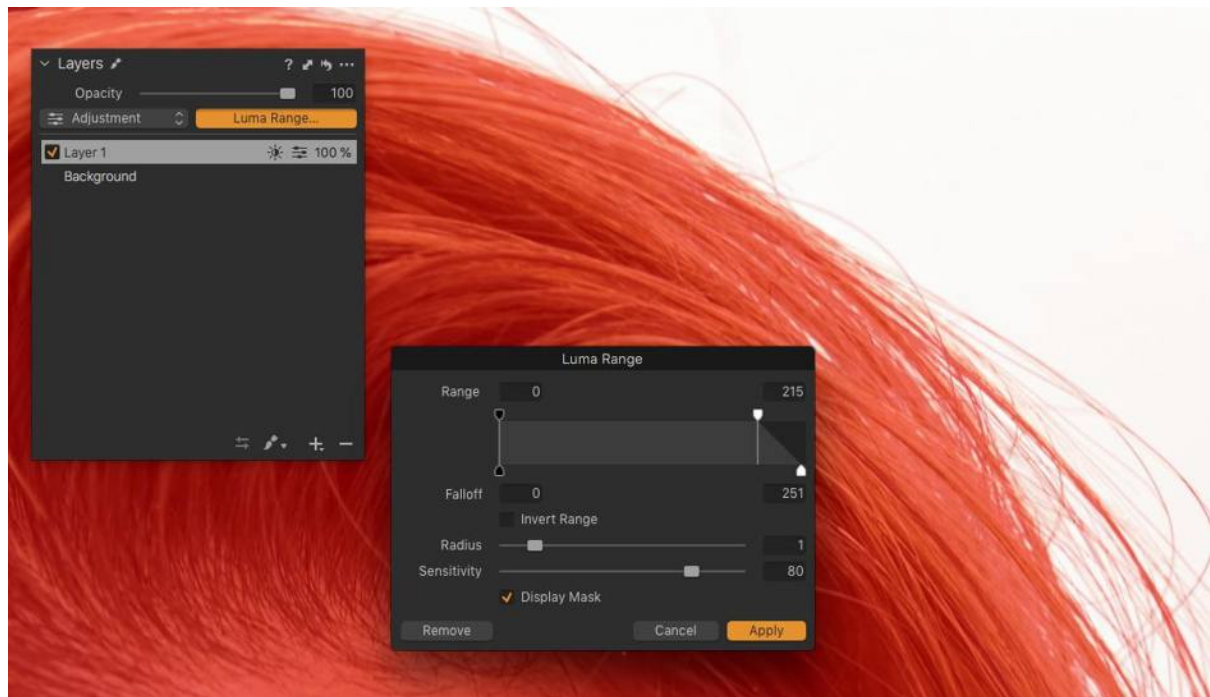 Layers ?
Opacity 100
Adjustment Luma Range...
Layer 1 100 %
Background
Luma Range
Range 0 215
Falloff 0 251
Invert Range
Radius 1
Sensitivity 80
Display Mask
Remove Cancel Apply